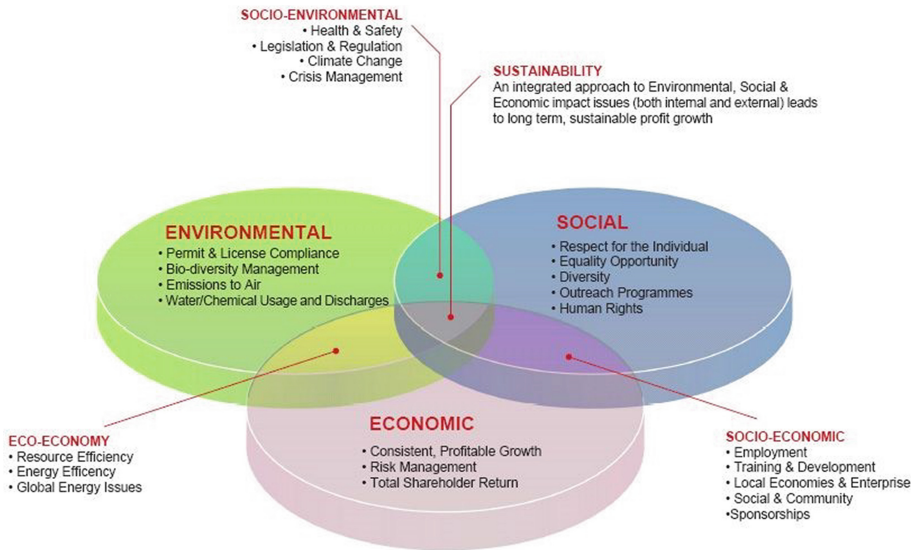 SOCIO-ENVIRONMENTAL
• Health & Safety
• Legislation & Regulation
• Climate Change
• Crisis Management
SUSTAINABILITY
An integrated approach to Environmental, Social &
Economic impact issues (both internal and external) leads
to long term, sustainable profit growth
ENVIRONMENTAL
• Permit & License Compliance
• Bio-diversity Management
• Emissions to Air
• Water/Chemical Usage and Discharges
SOCIAL
• Respect for the Individual
• Equality Opportunity
• Diversity
• Outreach Programmes
• Human Rights
ECO-ECONOMY
• Resource Efficiency
• Energy Efficency
• Global Energy Issues
ECONOMIC
• Consistent, Profitable Growth
• Risk Management
• Total Shareholder Return
SOCIO-ECONOMIC
• Employment
• Training & Development
• Local Economies & Enterprise
• Social & Community
•Sponsorships